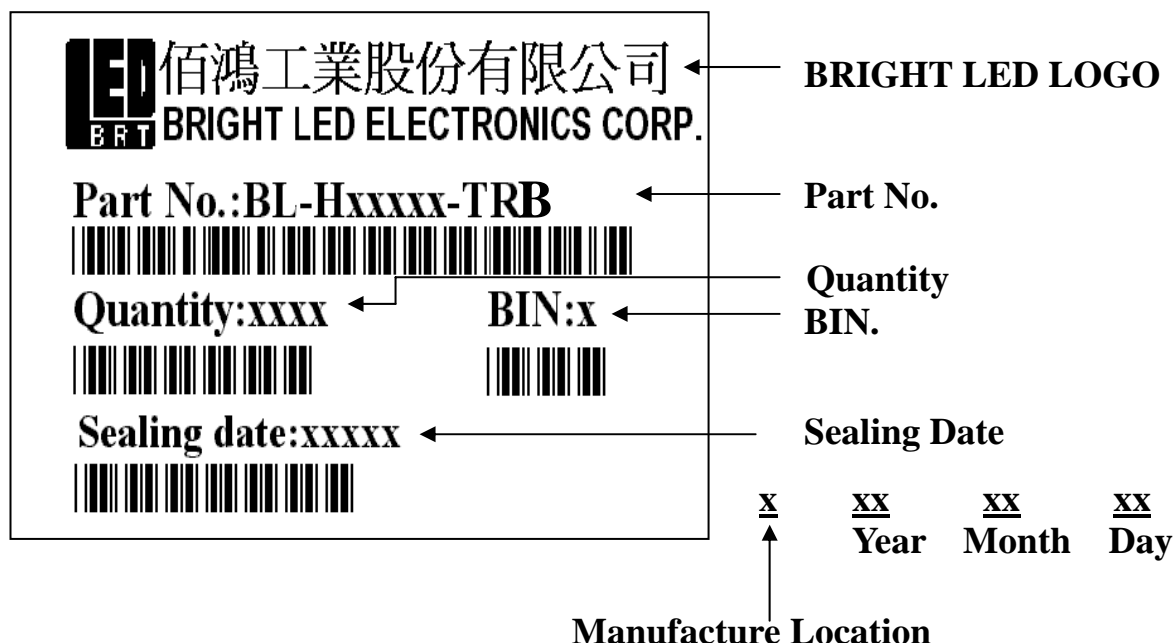 LED
BRT
佰鴻工業股份有限公司
BRIGHT LED ELECTRONICS CORP.
BRIGHT LED LOGO
Part No.:BL-Hxxxxx-TRB
Part No.
Quantity:xxxx
BIN:x
Quantity
BIN.
Sealing date:xxxxx
Sealing Date
x xx xx xx
Year Month Day
Manufacture Location